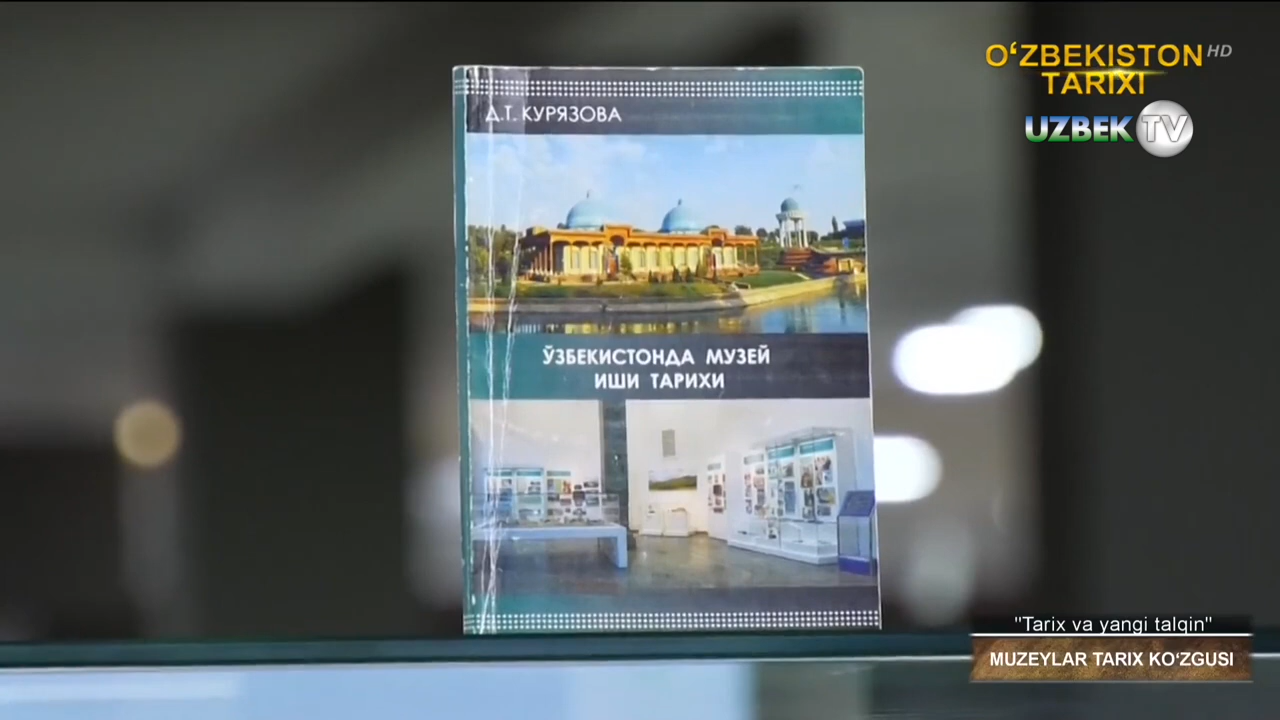 O‘ZBEKISTON HD
TARIXI
UZBEK TV
Д.Т. КУРЯЗОВА
ЎЗБЕКИСТОНДА МУЗЕЙ
ИШИ ТАРИХИ
"Tarix va yangi talqin"
MUZEYLAR TARIX KO‘ZGUSI